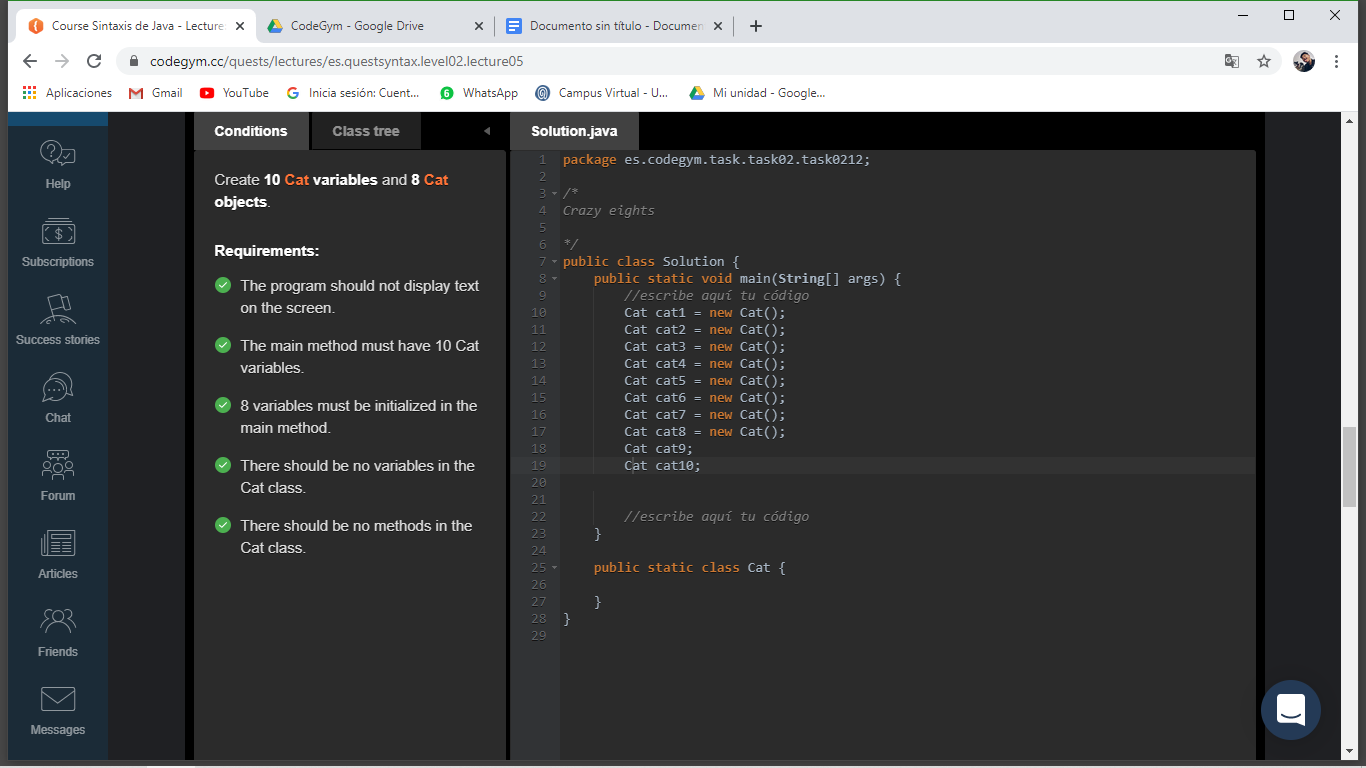 Course Sintaxis de Java - Lecture
CodeGym - Google Drive
Documento sin título - Documen
codegym.cc/quests/lectures/es.questsyntax.level02.lecture05
Aplicaciones
Gmail
YouTube
Inicia sesión: Cuent...
6
WhatsApp
Campus Virtual - U...
Mi unidad - Google...
Help
Subscriptions
Success stories
Chat
Forum
Articles
Friends
Messages
Conditions
Class tree
Create 10 Cat variables and 8 Cat
objects.
Requirements:
The program should not display text
on the screen.
The main method must have 10 Cat
variables.
8 variables must be initialized in the
main method.
There should be no variables in the
Cat class.
There should be no methods in the
Cat class.
Solution.java
1 package es.codegym.task.task02.task0212;
2
3 /*
4 Crazy eights
5
6 */
7 public class Solution {
8 public static void main(String[] args) {
9 //escribe aquí tu código
10 Cat cat1 = new Cat();
11 Cat cat2 = new Cat();
12 Cat cat3 = new Cat();
13 Cat cat4 = new Cat();
14 Cat cat5 = new Cat();
15 Cat cat6 = new Cat();
16 Cat cat7 = new Cat();
17 Cat cat8 = new Cat();
18 Cat cat9;
19 Cat cat10;
20
21
22 //escribe aquí tu código
23 }
24
25 public static class Cat {
26
27 }
28 }
29